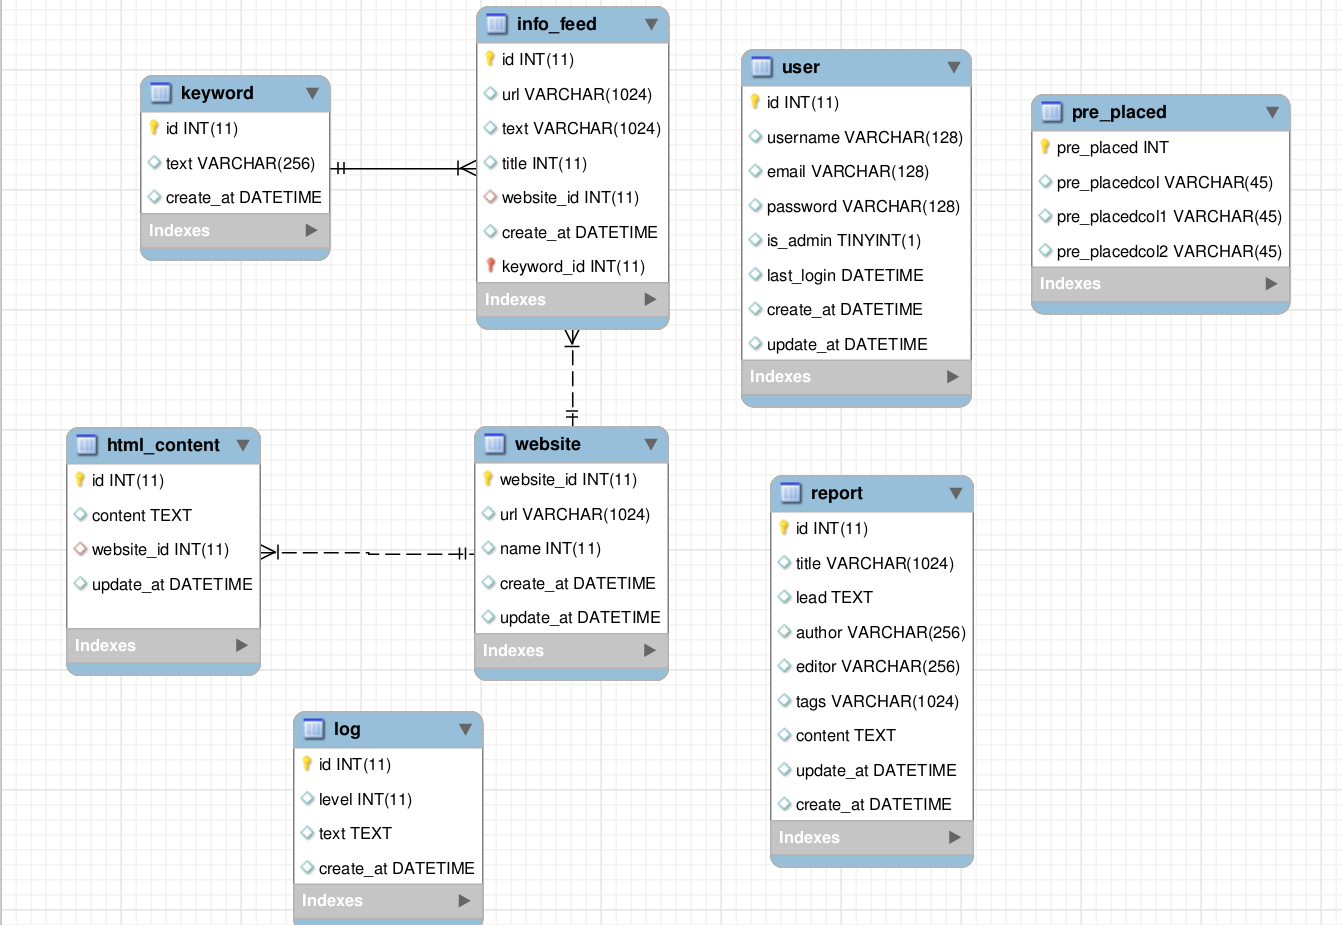 info_feed
id INT(11)
url VARCHAR(1024)
text VARCHAR(1024)
title INT(11)
website_id INT(11)
create_at DATETIME
keyword_id INT(11)
Indexes
keyword
id INT(11)
text VARCHAR(256)
create_at DATETIME
Indexes
user
id INT(11)
username VARCHAR(128)
email VARCHAR(128)
password VARCHAR(128)
is_admin TINYINT(1)
last_login DATETIME
create_at DATETIME
update_at DATETIME
Indexes
pre_placed
pre_placed INT
pre_placedcol VARCHAR(45)
pre_placedcol1 VARCHAR(45)
pre_placedcol2 VARCHAR(45)
Indexes
html_content
id INT(11)
content TEXT
website_id INT(11)
update_at DATETIME
Indexes
website
website_id INT(11)
url VARCHAR(1024)
name INT(11)
create_at DATETIME
update_at DATETIME
Indexes
report
id INT(11)
title VARCHAR(1024)
lead TEXT
author VARCHAR(256)
editor VARCHAR(256)
tags VARCHAR(1024)
content TEXT
update_at DATETIME
create_at DATETIME
Indexes
log
id INT(11)
level INT(11)
text TEXT
create_at DATETIME
Indexes